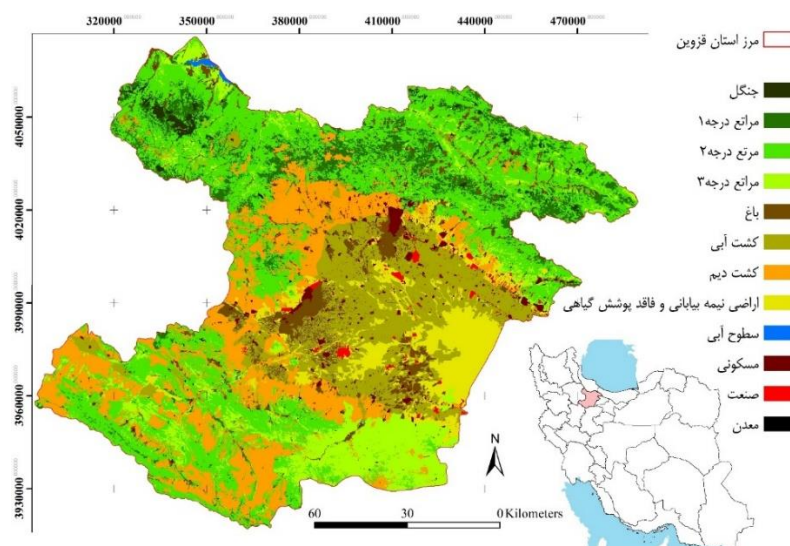 320000 350000 380000 410000 440000 470000
4050000
4020000
3990000
3960000
3930000
مرز استان قزوین
جنگل
مراتع درجه۱
مرتع درجه۲
مراتع درجه۳
باغ
کشت آبی
کشت دیم
اراضی نیمه بیابانی و فاقد پوشش گیاهی
سطوح آبی
مسکونی
صنعت
معدن
N
60 30 0 Kilometers